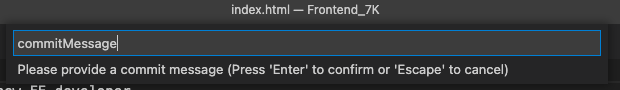 index.html — Frontend_7K
commitMessage
Please provide a commit message (Press 'Enter' to confirm or 'Escape' to cancel)